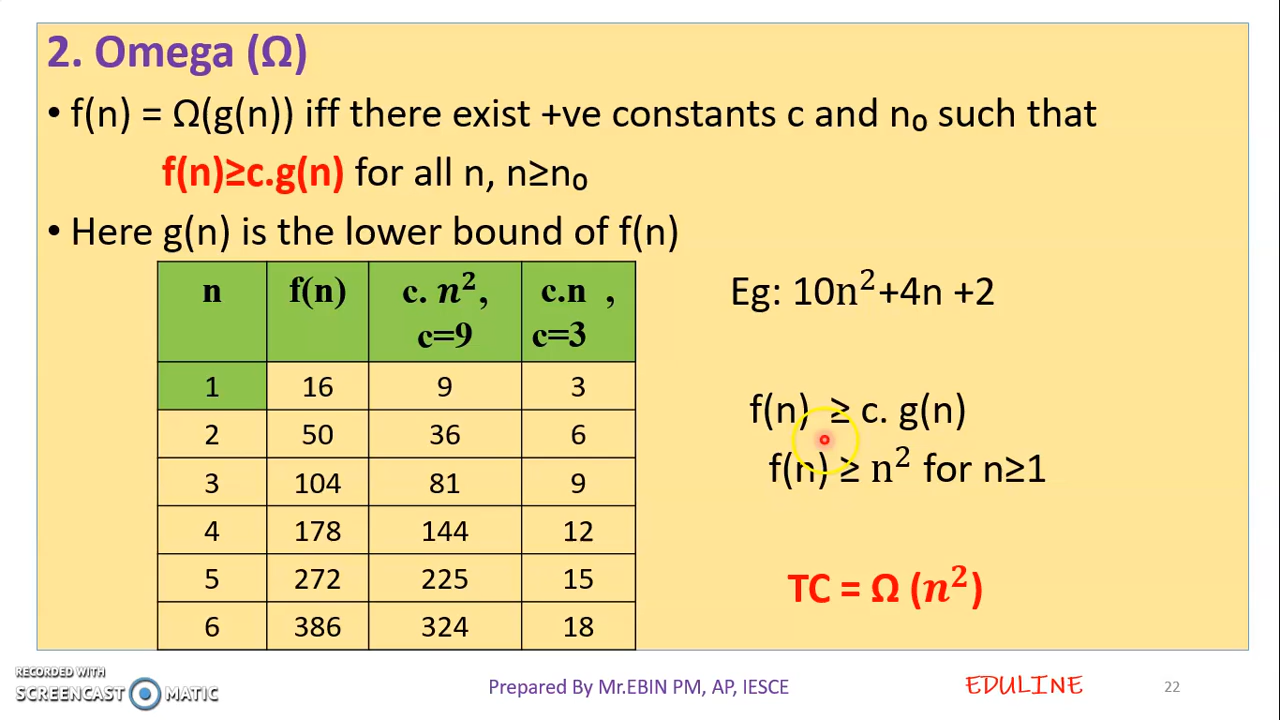 2. Omega (Ω)
• f(n) = Ω(g(n)) iff there exist +ve constants c and n₀ such that
f(n)≥c.g(n) for all n, n≥n₀
• Here g(n) is the lower bound of f(n)
n f(n) c. n², c=9 c.n , c=3
1 16 9 3
2 50 36 6
3 104 81 9
4 178 144 12
5 272 225 15
6 386 324 18
Eg: 10n²+4n +2
f(n) ≥ c. g(n)
f(n) ≥ n² for n≥1
TC = Ω (n²)
RECORDED WITH
SCREENCAST MATIC
Prepared By Mr.EBIN PM, AP, IESCE
EDULINE
22